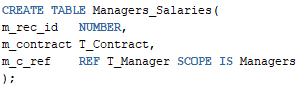 CREATE TABLE Managers_Salaries(
m_rec_id   NUMBER,
m_contract T_Contract,
m_c_ref    REF T_Manager SCOPE IS Managers
);